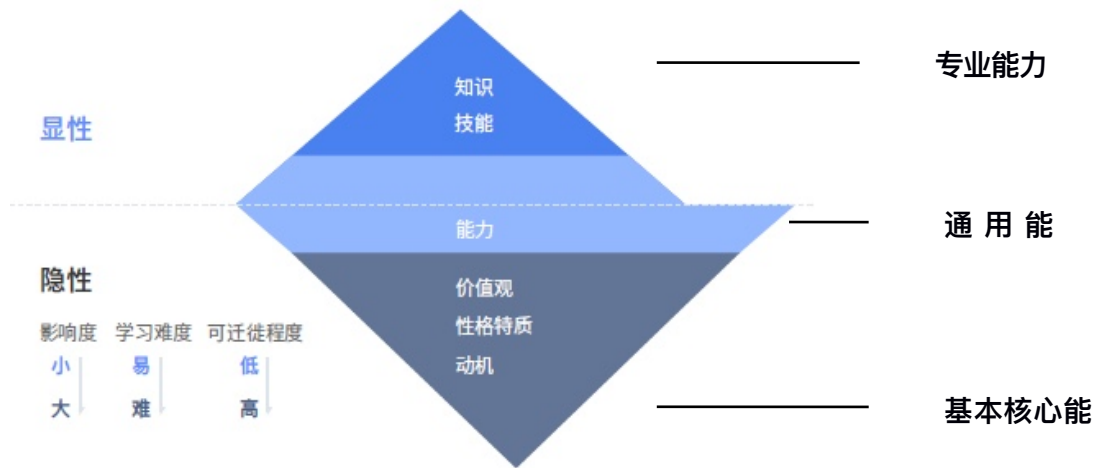 知识
专业能力
技能
显性
通 用 能
能力
隐性
价值观
性格特质
影响度 学习难度 可迁徙程度
小 易 低
动机
大 难 高
基本核心能